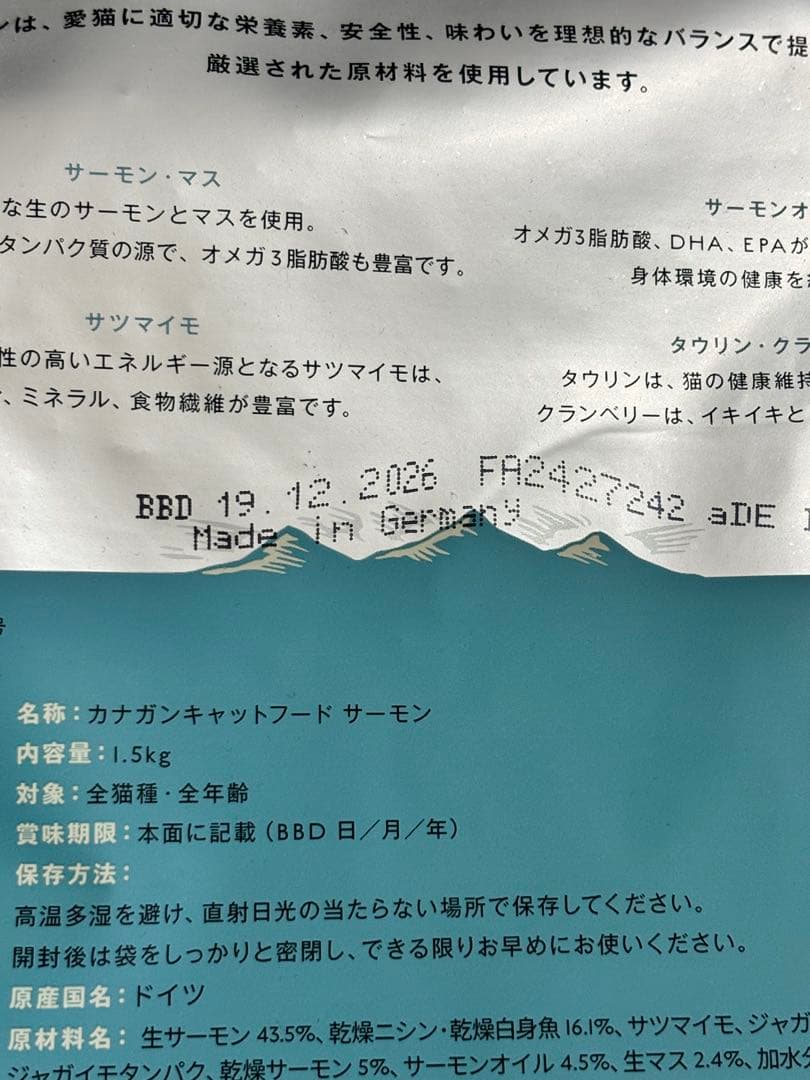 ンは、愛猫に適切な栄養素、安全性、味わいを理想的なバランスで提
厳選された原材料を使用しています。
サーモン・マス
な生のサーモンとマスを使用。
タンパク質の源で、オメガ3脂肪酸も豊富です。
サーモンオ
オメガ3脂肪酸、DHA、EPAが
身体環境の健康を
サツマイモ
性の高いエネルギー源となるサツマイモは、
、ミネラル、食物繊維が豊富です。
タウリン・クラ
タウリンは、猫の健康維持
クランベリーは、イキイキと
BBD 19.12.2026 FA2427242 aDE
Made in Germany
号
名称：カナガンキャットフード サーモン
内容量：1.5kg
対象：全猫種・全年齢
賞味期限：本面に記載（BBD 日／月／年）
保存方法：
高温多湿を避け、直射日光の当たらない場所で保存してください。
開封後は袋をしっかりと密閉し、できる限りお早めにお使いください。
原産国名：ドイツ
原材料名：生サーモン 43.5%、乾燥ニシン・乾燥白身魚 16.1%、サツマイモ、ジャガ
ジャガイモタンパク、乾燥サーモン 5%、サーモンオイル 4.5%、生マス 2.4%、加水分